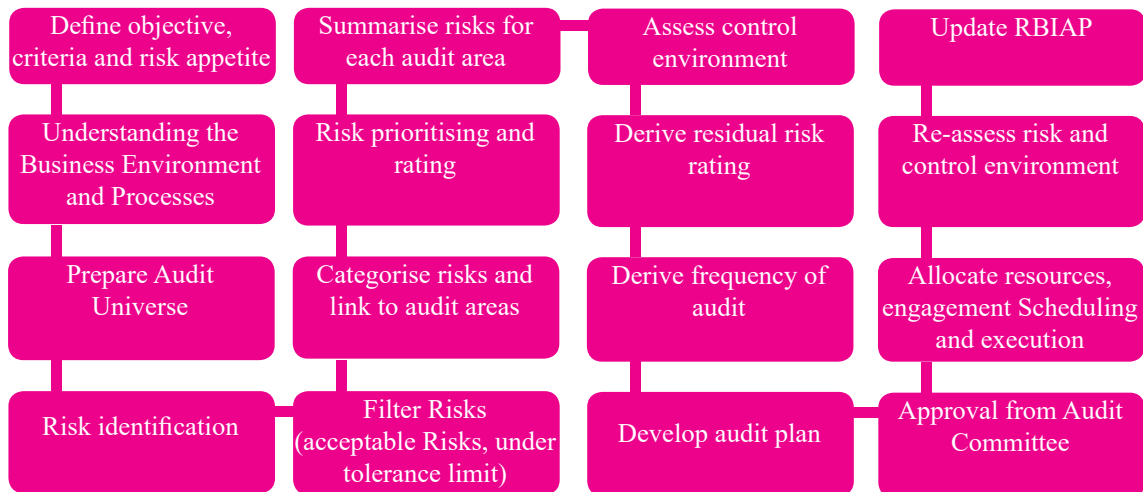 Define objective,
criteria and risk appetite
Understanding the
Business Environment
and Processes
Prepare Audit
Universe
Risk identification
Filter Risks
(acceptable Risks, under
tolerance limit)
Categorise risks and
link to audit areas
Risk prioritising and
rating
Summarise risks for
each audit area
Assess control
environment
Derive residual risk
rating
Derive frequency of
audit
Develop audit plan
Approval from Audit
Committee
Allocate resources,
engagement Scheduling
and execution
Re-assess risk and
control environment
Update RBIAP